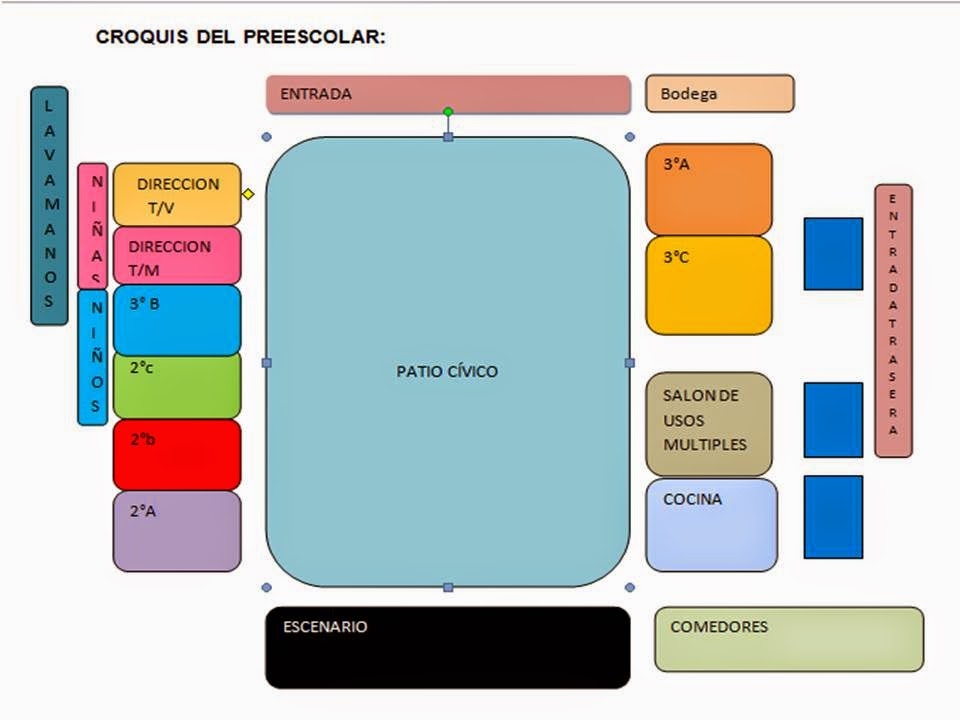 CROQUIS DEL PREESCOLAR:
ENTRADA
Bodega
LAVAMANOS
NIÑAS
NIÑOS
DIRECCION
T/V
DIRECCION
T/M
3° B
2°c
2°b
2°A
PATIO CÍVICO
3°A
3°C
SALON DE
USOS
MULTIPLES
COCINA
ENTRADATRASERA
ESCENARIO
COMEDORES